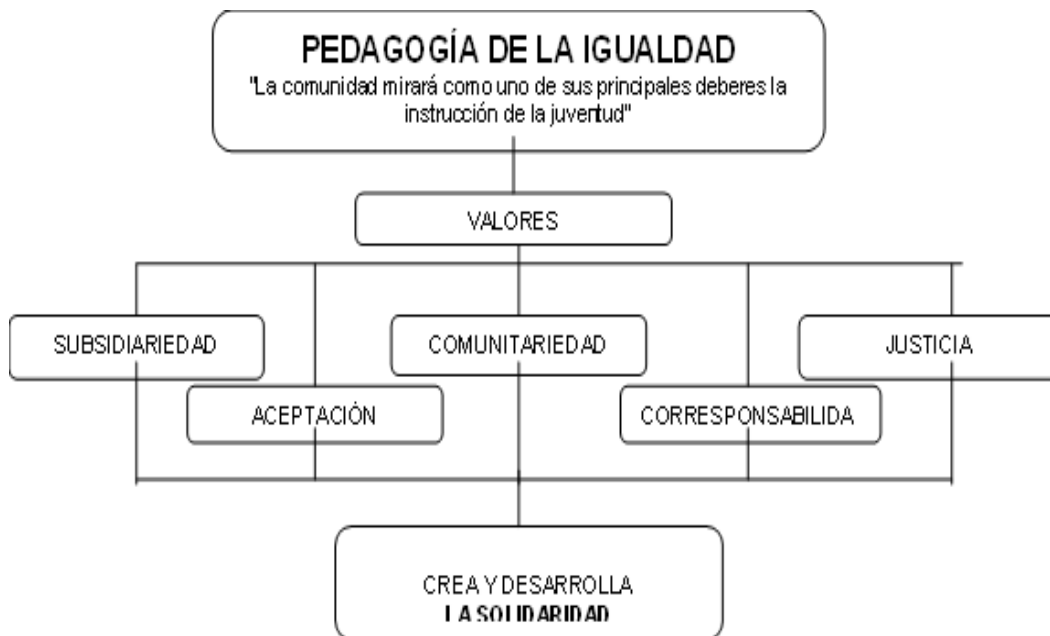 PEDAGOGÍA DE LA IGUALDAD
"La comunidad mirará como uno de sus principales deberes la
instrucción de la juventud"
VALORES
SUBSIDIARIEDAD
COMUNITARIEDAD
JUSTICIA
ACEPTACIÓN
CORRESPONSABILIDA
CREA Y DESARROLLA
LA SOLIDARIDAD